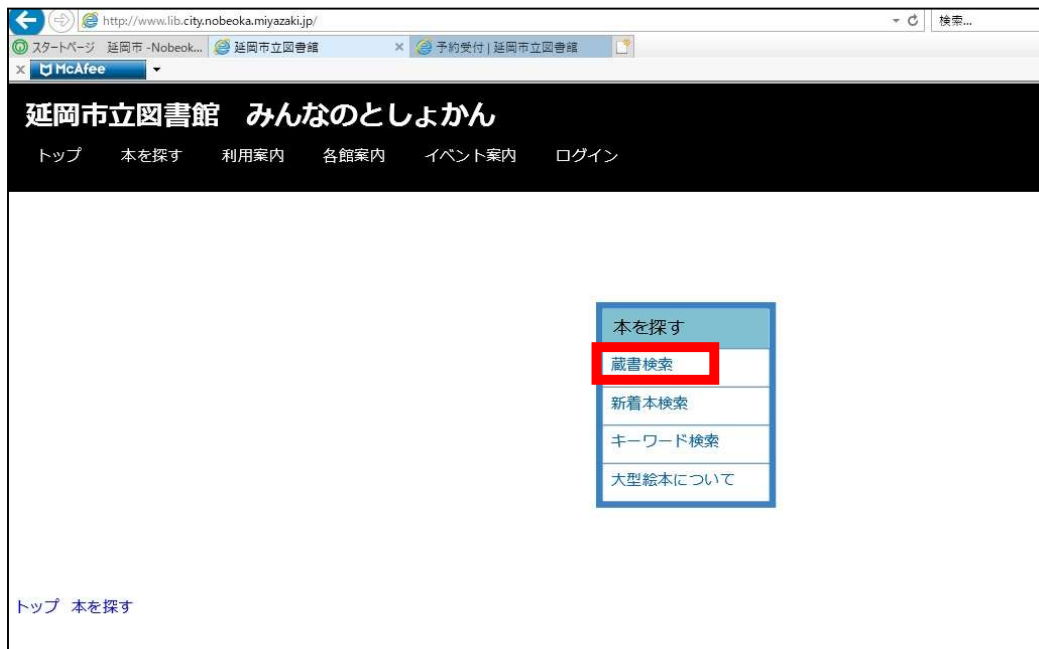 http://www.lib.city.nobeoka.miyazaki.jp/
検索...
スタートページ 延岡市 -Nobeok... 延岡市立図書館 × 予約受付 | 延岡市立図書館
x McAfee
延岡市立図書館 みんなのとしょかん
トップ 本を探す 利用案内 各館案内 イベント案内 ログイン
本を探す
蔵書検索
新着本検索
キーワード検索
大型絵本について
トップ 本を探す